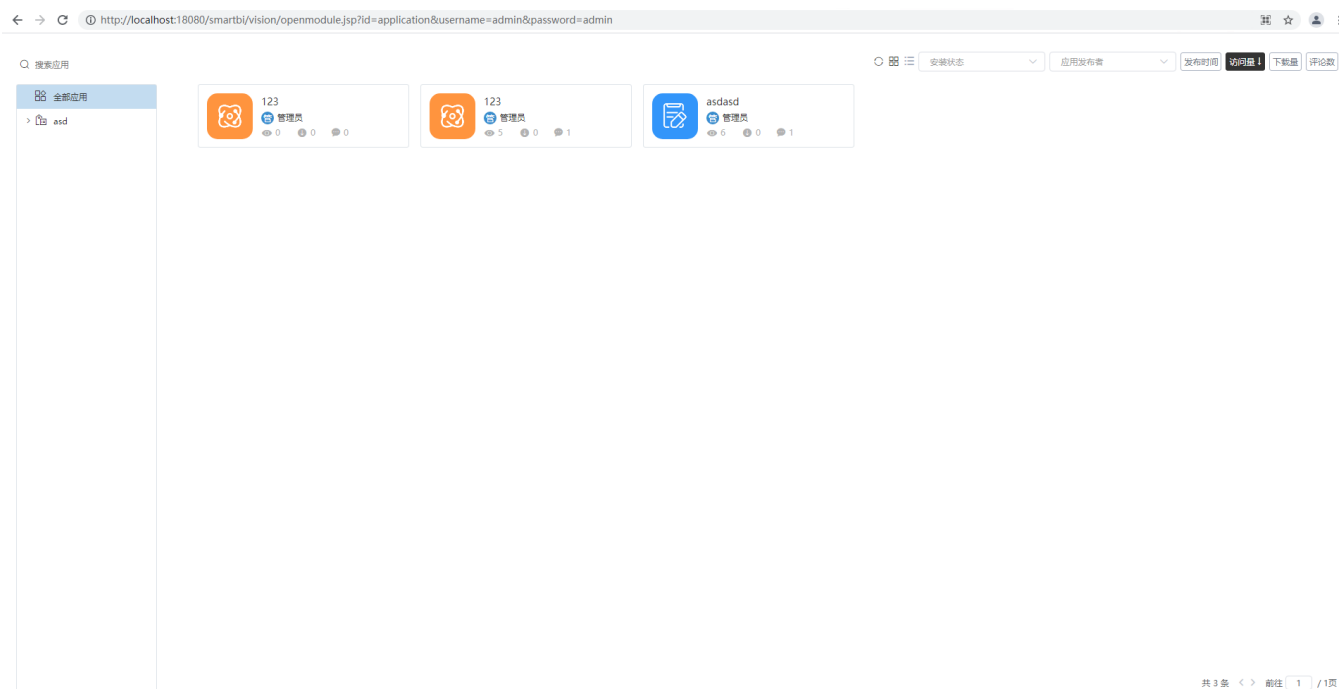 http://localhost:18080/smartbi/vision/openmodule.jsp?id=application&username=admin&password=admin
搜索应用
安装状态
应用发布者
发布时间
访问量↓
下载量
评论数
全部应用
asd
123
管 管理员
0 0 0
123
管 管理员
5 0 1
asdasd
管 管理员
6 0 1
共 3 条 < > 前往 1 / 1页